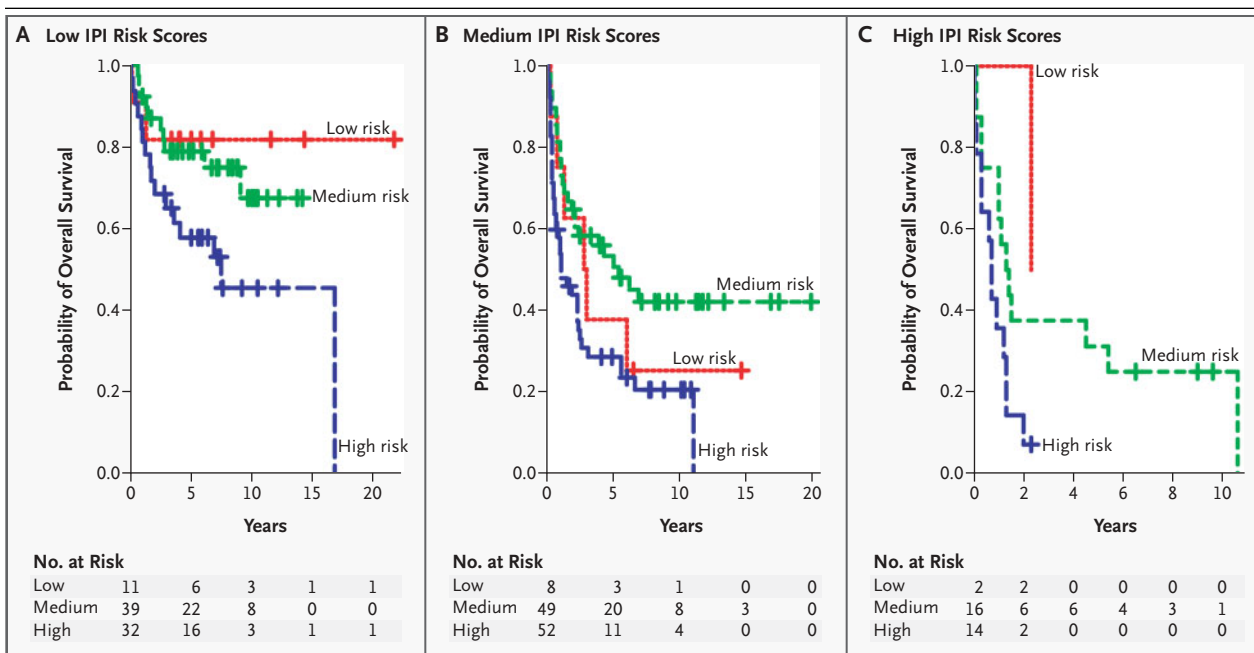 A Low IPI Risk Scores
Probability of Overall Survival
1.0
0.8
0.6
0.4
0.2
0.0
0 5 10 15 20
Years
Low risk
Medium risk
High risk
No. at Risk
Low 11 6 3 1 1
Medium 39 22 8 0 0
High 32 16 3 1 1
B Medium IPI Risk Scores
Probability of Overall Survival
1.0
0.8
0.6
0.4
0.2
0.0
0 5 10 15 20
Years
Medium risk
Low risk
High risk
No. at Risk
Low 8 3 1 0 0
Medium 49 20 8 3 0
High 52 11 4 0 0
C High IPI Risk Scores
Probability of Overall Survival
1.0
0.8
0.6
0.4
0.2
0.0
0 2 4 6 8 10
Years
Low risk
Medium risk
High risk
No. at Risk
Low 2 2 0 0 0 0
Medium 16 6 6 4 3 1
High 14 2 0 0 0 0